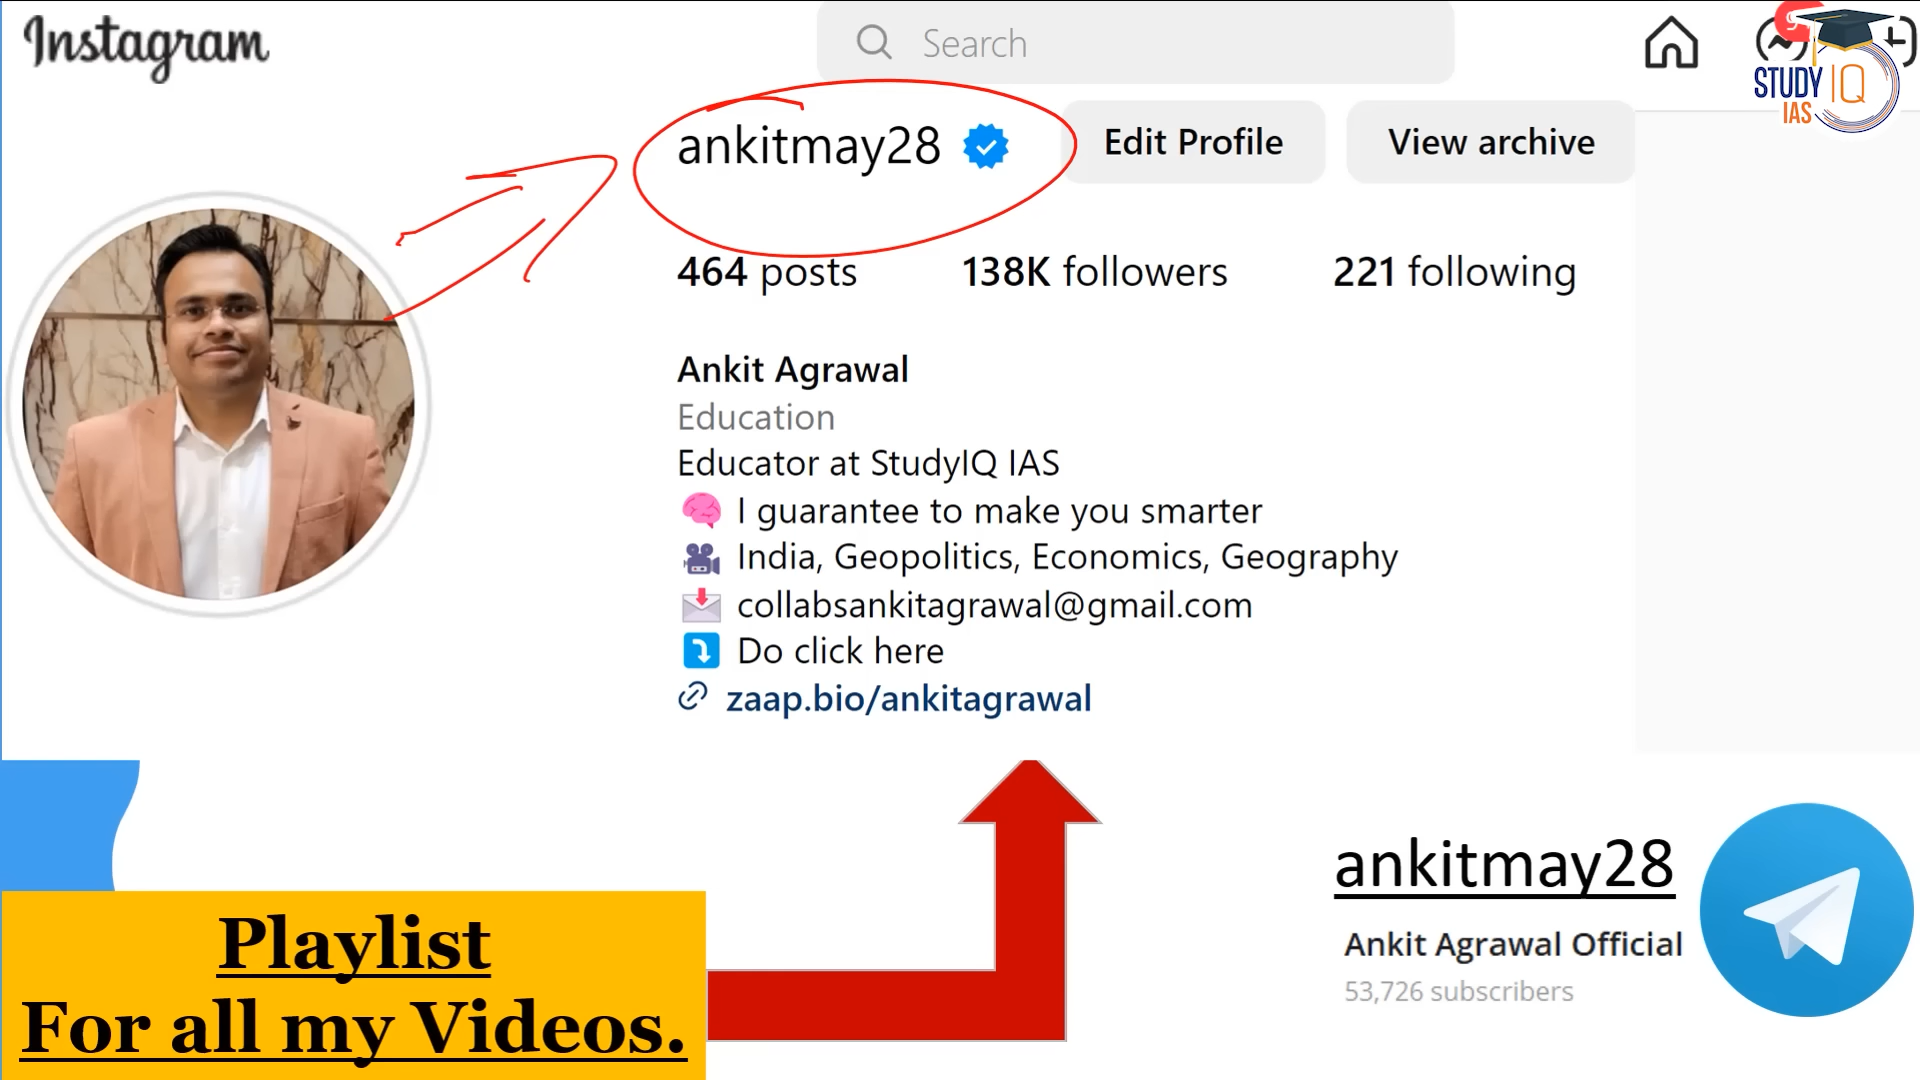 Instagram
Search
STUDY IQ
IAS
ankitmay28
Edit Profile
View archive
464 posts
138K followers
221 following
Ankit Agrawal
Education
Educator at StudyIQ IAS
I guarantee to make you smarter
India, Geopolitics, Economics, Geography
collabsankitagrawal@gmail.com
Do click here
zaap.bio/ankitagrawal
Playlist
For all my Videos.
ankitmay28
Ankit Agrawal Official
53,726 subscribers